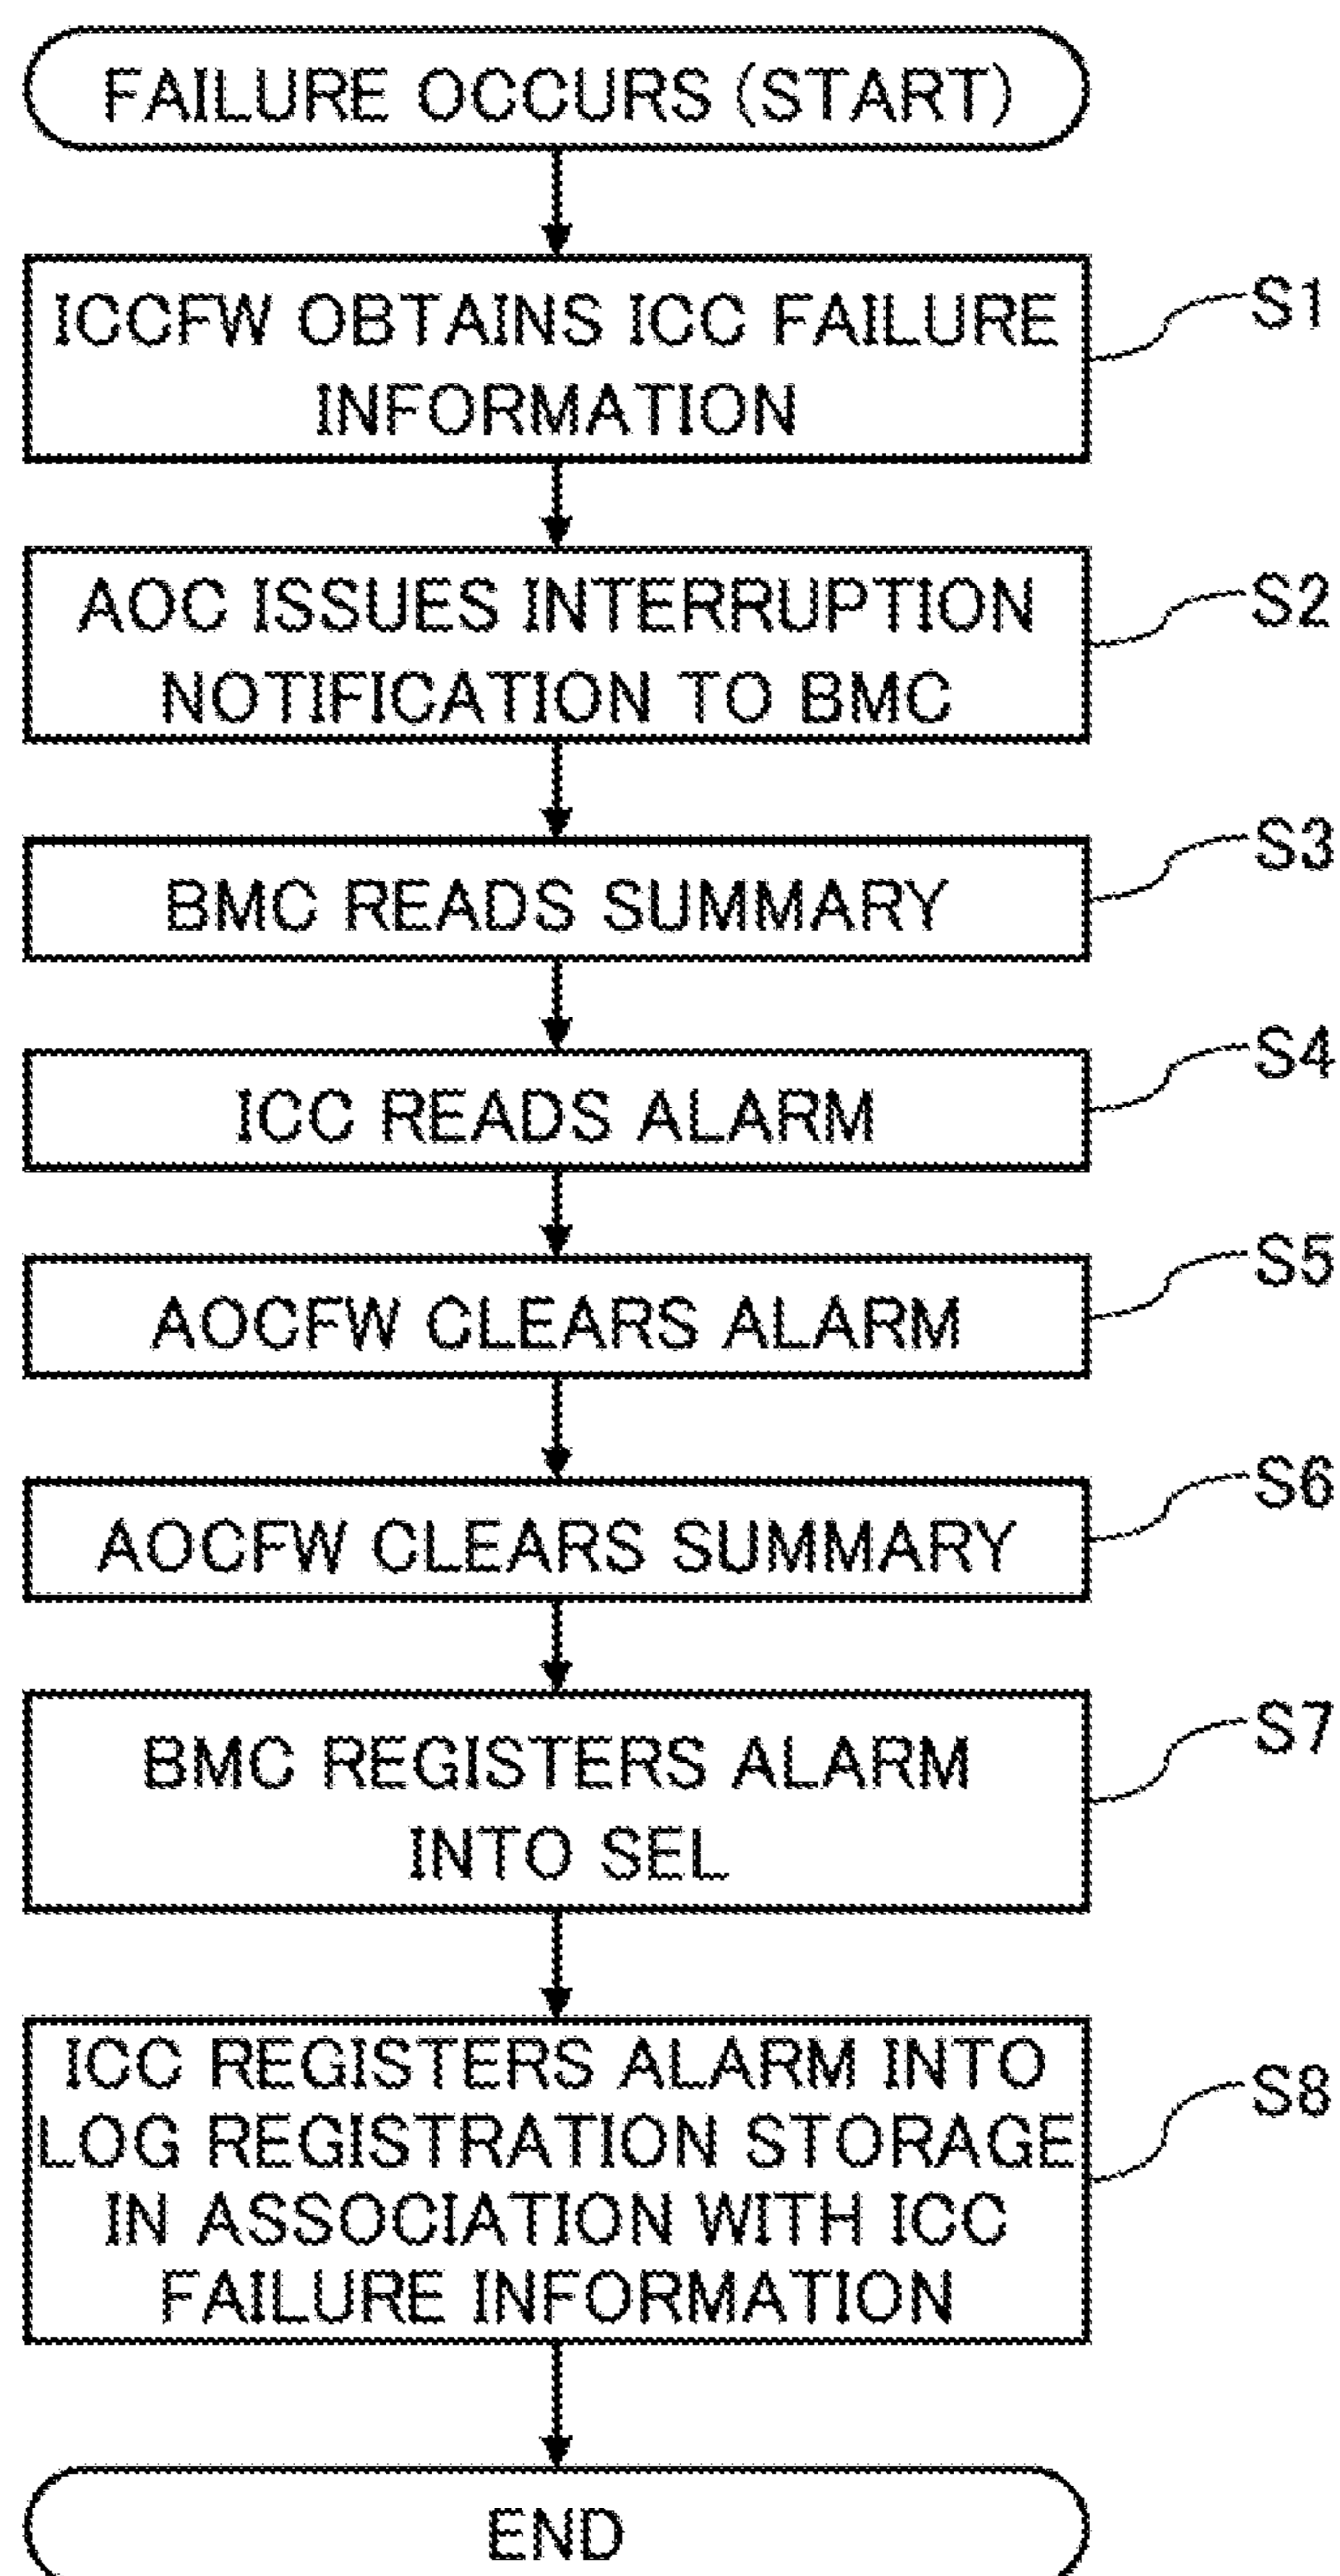 FAILURE OCCURS (START)
ICCFW OBTAINS ICC FAILURE
INFORMATION
S1
AOC ISSUES INTERRUPTION
NOTIFICATION TO BMC
S2
BMC READS SUMMARY
S3
ICC READS ALARM
S4
AOCFW CLEARS ALARM
S5
AOCFW CLEARS SUMMARY
S6
BMC REGISTERS ALARM
INTO SEL
S7
ICC REGISTERS ALARM INTO
LOG REGISTRATION STORAGE
IN ASSOCIATION WITH ICC
FAILURE INFORMATION
S8
END